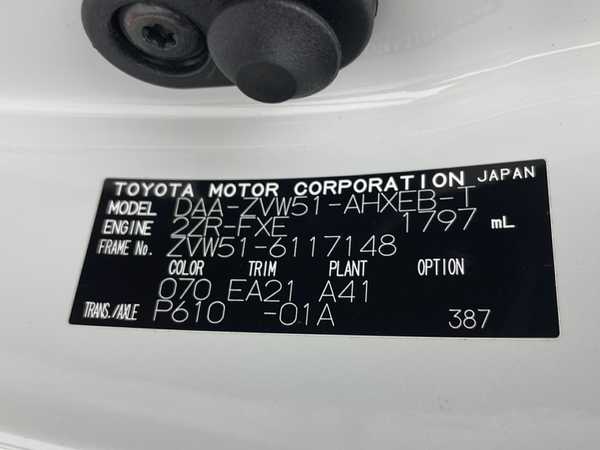 TOYOTA MOTOR CORPORATION JAPAN
MODEL DAA-ZVW51-AHXEB-T
ENGINE 2ZR-FXE 1797 mL
FRAME No. ZVW51-6117148
COLOR TRIM PLANT OPTION
070 EA21 A41
TRANS./AXLE P610 -01A 387